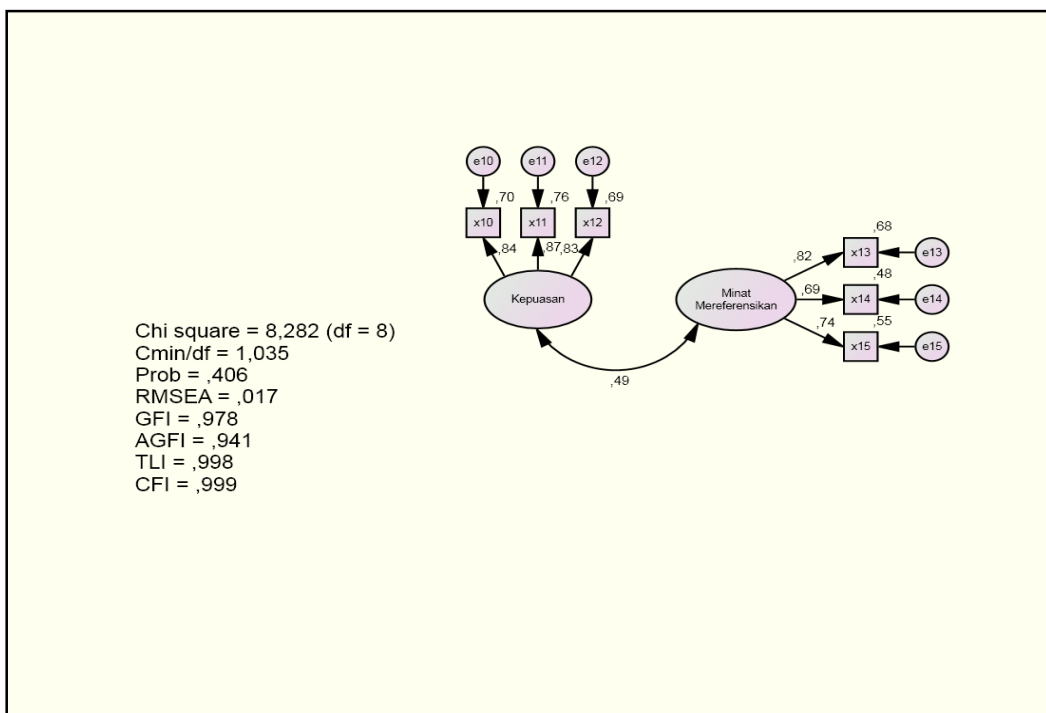 e10 e11 e12
,70 ,76 ,69
x10 x11 x12
,84 ,87 ,83
Kepuasan
,68
,82 x13 e13
Minat
Mereferensikan
,48
,69 x14 e14
,55
,74 x15 e15
,49
Chi square = 8,282 (df = 8)
Cmin/df = 1,035
Prob = ,406
RMSEA = ,017
GFI = ,978
AGFI = ,941
TLI = ,998
CFI = ,999